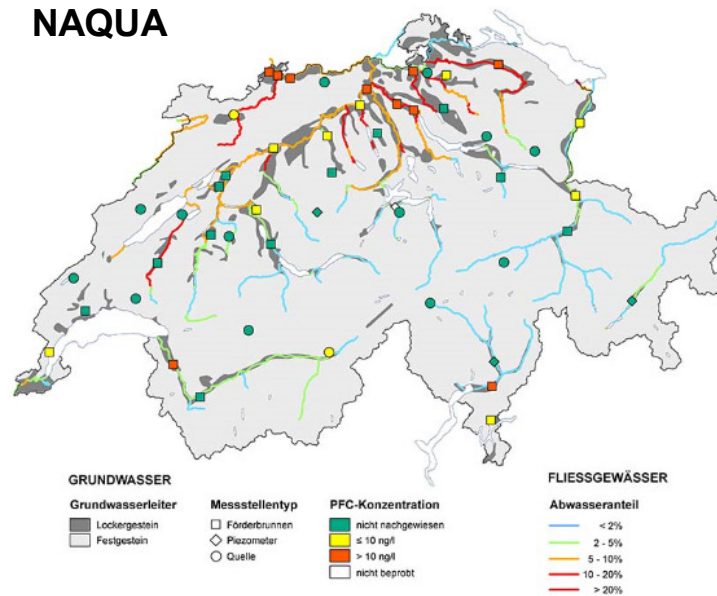 NAQUA
GRUNDWASSER
Grundwasserleiter
Lockergestein
Festgestein
Messstellentyp
Förderbrunnen
Piezometer
Quelle
PFC-Konzentration
nicht nachgewiesen
≤ 10 ng/l
> 10 ng/l
nicht beprobt
FLIESSGEWÄSSER
Abwasseranteil
< 2%
2 - 5%
5 - 10%
10 - 20%
> 20%